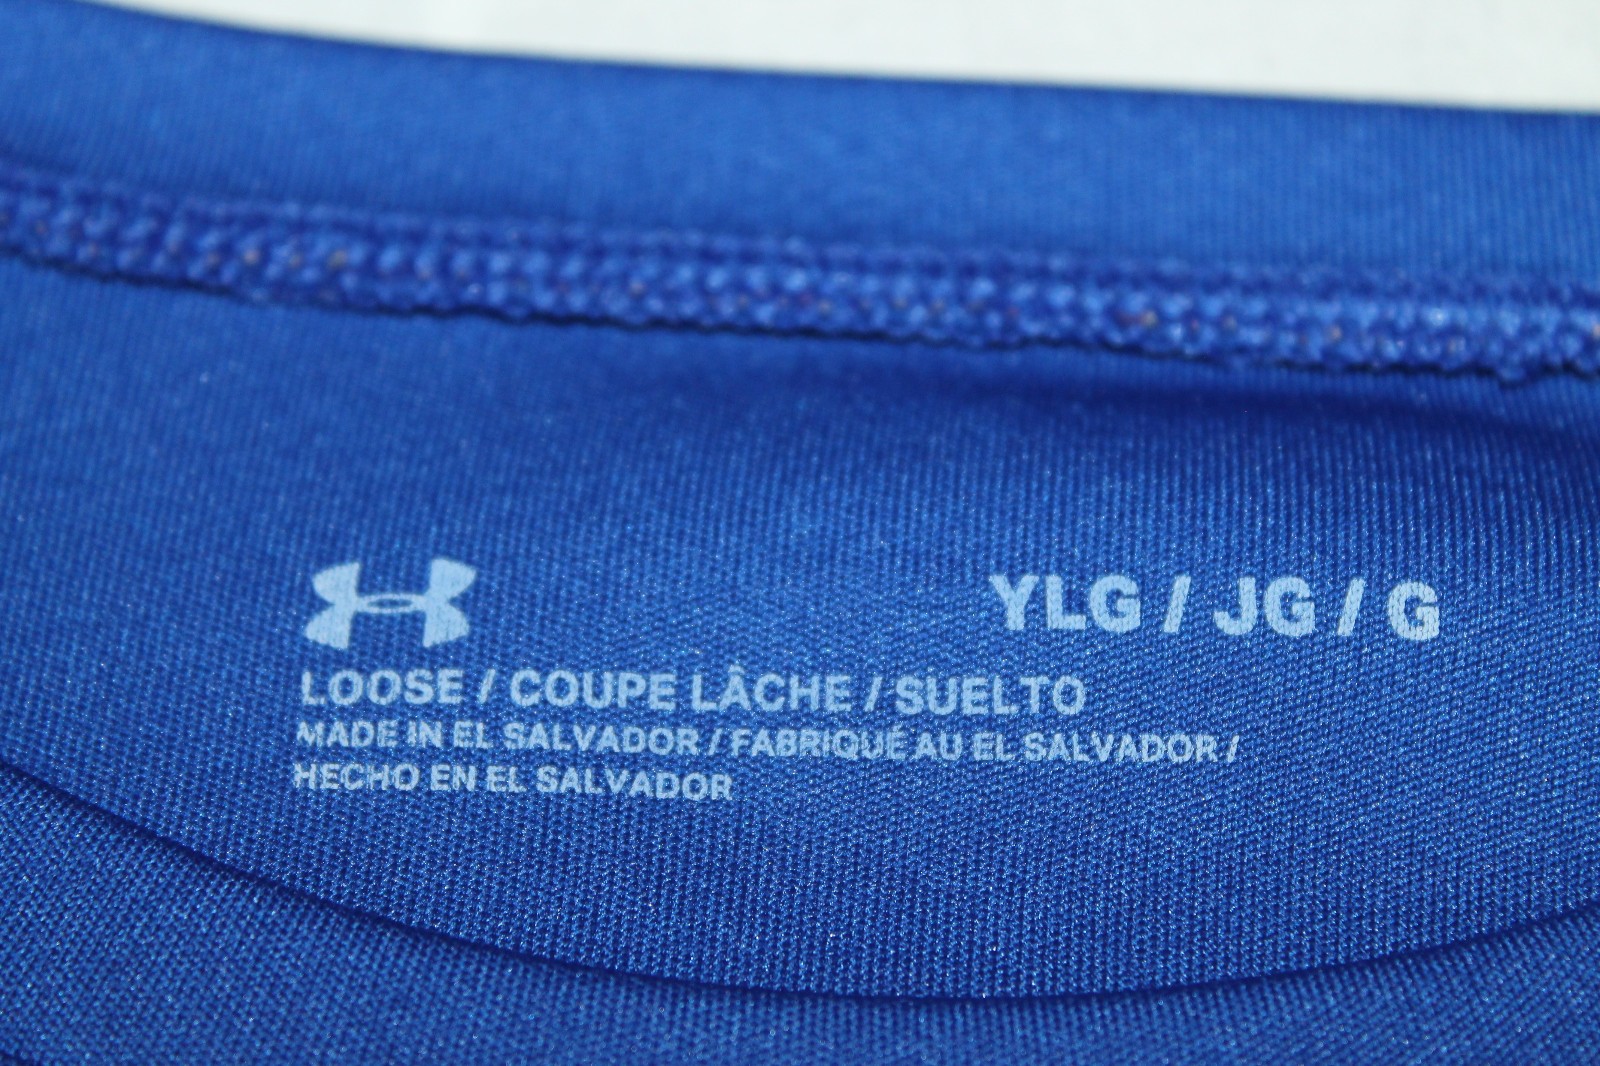 YLG / JG / G
LOOSE / COUPE LÂCHE / SUELTO
MADE IN EL SALVADOR / FABRIQUÉ AU EL SALVADOR /
HECHO EN EL SALVADOR